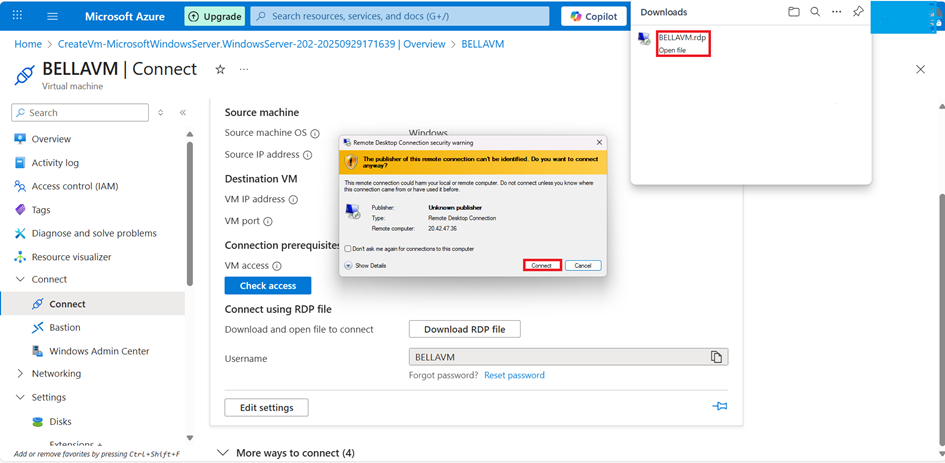 Microsoft Azure
Upgrade
Search resources, services, and docs (G+/)
Copilot
Downloads
BELLAVM.rdp
Open file
Home > CreateVm-MicrosoftWindowsServer.WindowsServer-202-20250929171639 | Overview > BELLAVM
BELLAVM | Connect
Virtual machine
Search
Overview
Activity log
Access control (IAM)
Tags
Diagnose and solve problems
Resource visualizer
Connect
Connect
Bastion
Windows Admin Center
Networking
Settings
Disks
Extensions +
Add or remove favorites by pressing Ctrl+Shift+F
Source machine
Source machine OS
Windows
Source IP address
Destination VM
VM IP address
VM port
Connection prerequisites
VM access
Check access
Connect using RDP file
Download and open file to connect
Download RDP file
Username
BELLAVM
Forgot password? Reset password
Edit settings
More ways to connect (4)
Remote Desktop Connection security warning
The publisher of this remote connection can't be identified. Do you want to connect
anyway?
This remote connection could harm your local or remote computer. Do not connect unless you know where
this connection came from or have used it before.
Publisher: Unknown publisher
Type: Remote Desktop Connection
Remote computer: 20.42.47.36
Don't ask me again for connections to this computer
Show Details
Connect
Cancel